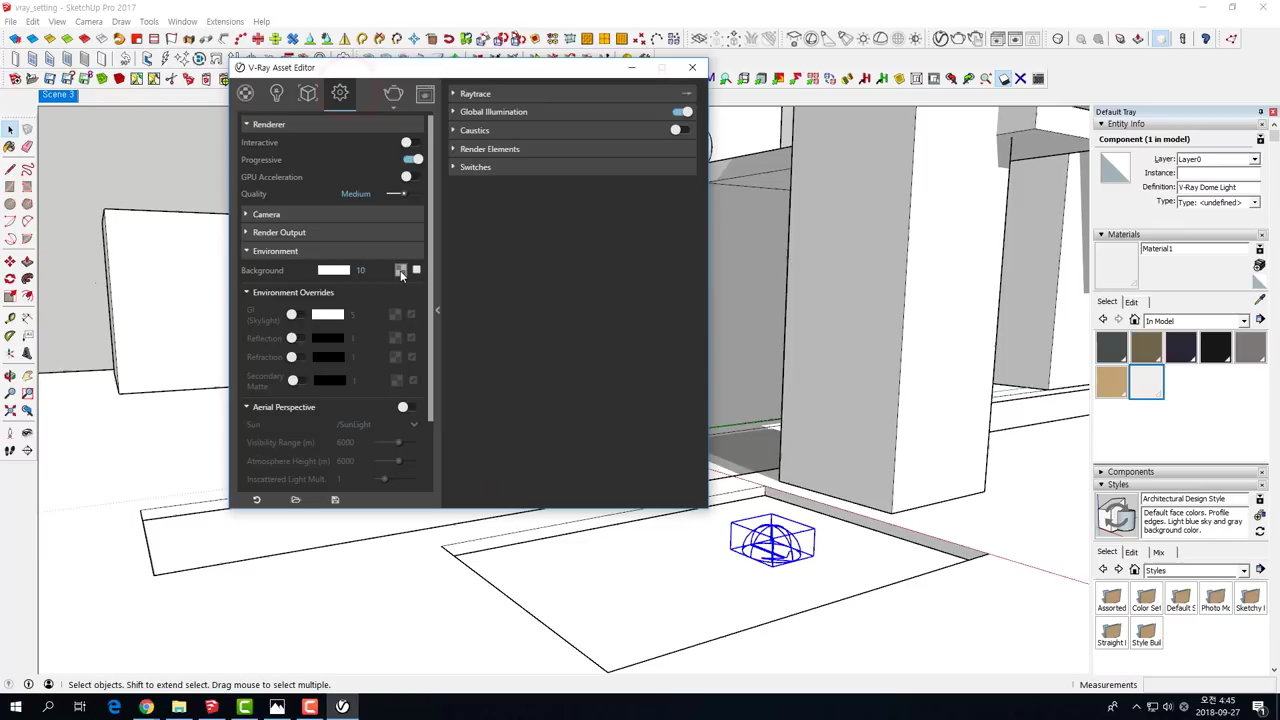 vray_setting - SketchUp Pro 2017
File Edit View Camera Draw Tools Window Extensions Help
Scene 3
V-Ray Asset Editor
Renderer
Interactive
Progressive
GPU Acceleration
Quality Medium
Camera
Render Output
Environment
Background 10
Environment Overrides
GI (Skylight) 5
Reflection 1
Refraction 1
Secondary Matte 1
Aerial Perspective
Sun /SunLight
Visibility Range (m) 6000
Atmosphere Height (m) 6000
Inscattered Light Mult. 1
Raytrace
Global Illumination
Caustics
Render Elements
Switches
Default Tray
Entity Info
Component (1 in model)
Layer: Layer0
Instance:
Definition: V-Ray Dome Light
Type: Type: <undefined>
Materials
Material1
Select Edit
In Model
Components
Styles
Architectural Design Style
Default face colors. Profile
edges. Light blue sky and gray
background color.
Select Edit Mix
Styles
Assorted Color Set Default S Photo Mo Sketchy I
Straight I Style Buil
Select objects. Shift to extend select. Drag mouse to select multiple.
Measurements
오전 4:45
2018-09-27